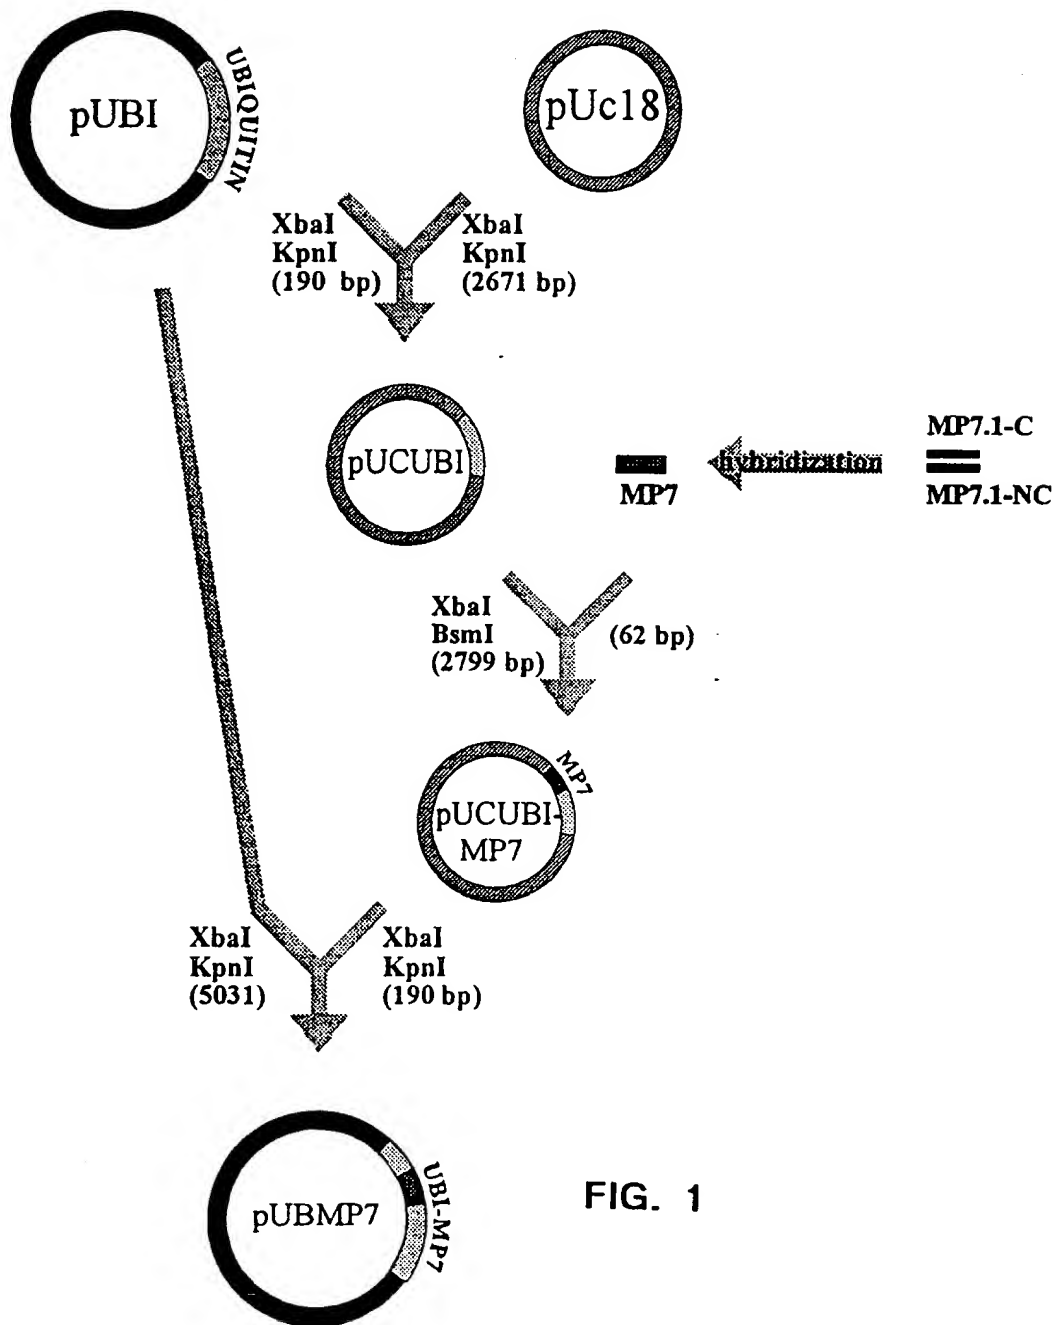 pUBI
UBIQUITIN
pUc18
XbaI
KpnI
(190 bp)
XbaI
KpnI
(2671 bp)
pUCUBI
MP7
hybridization
MP7.1-C
MP7.1-NC
XbaI
BsmI
(2799 bp)
(62 bp)
MP7
pUCUBI-
MP7
XbaI
KpnI
(5031)
XbaI
KpnI
(190 bp)
pUBMP7
UBI-MP7
FIG. 1